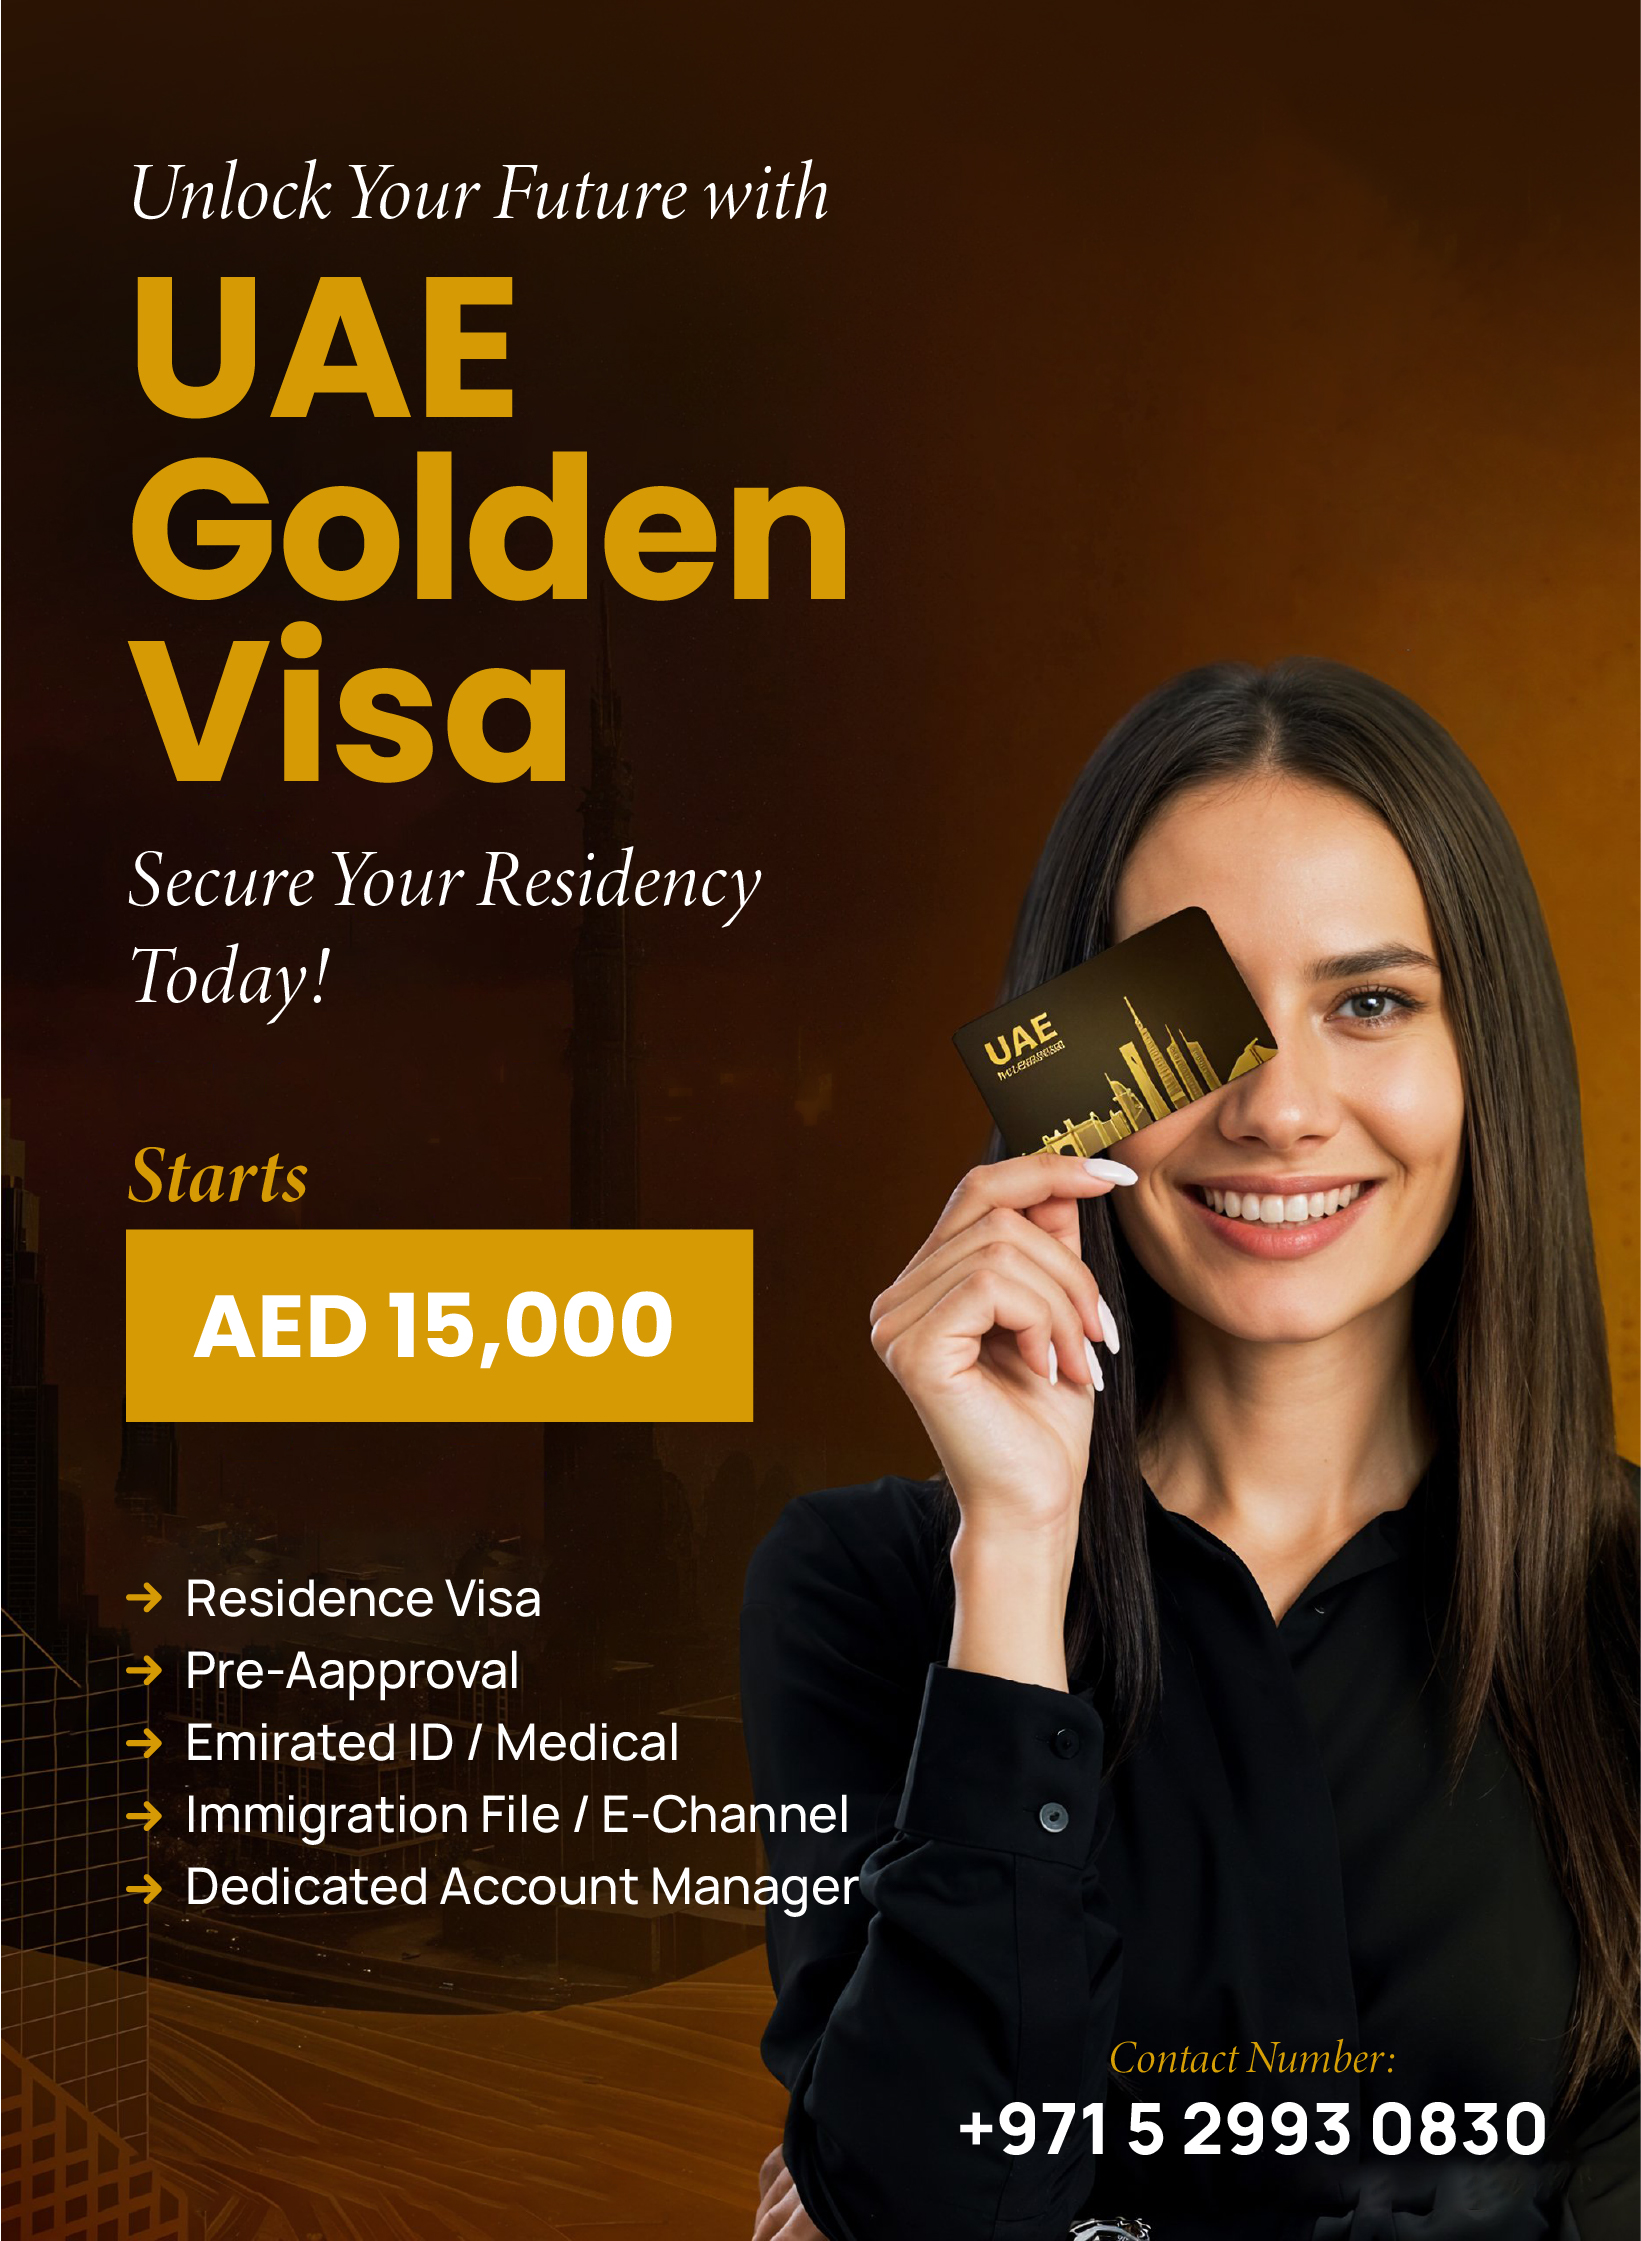 Unlock Your Future with
UAE
Golden
Visa
Secure Your Residency
Today!
UAE
Starts
AED 15,000
Residence Visa
Pre-Aapproval
Emirated ID / Medical
Immigration File / E-Channel
Dedicated Account Manager
Contact Number:
+971 5 2993 0830